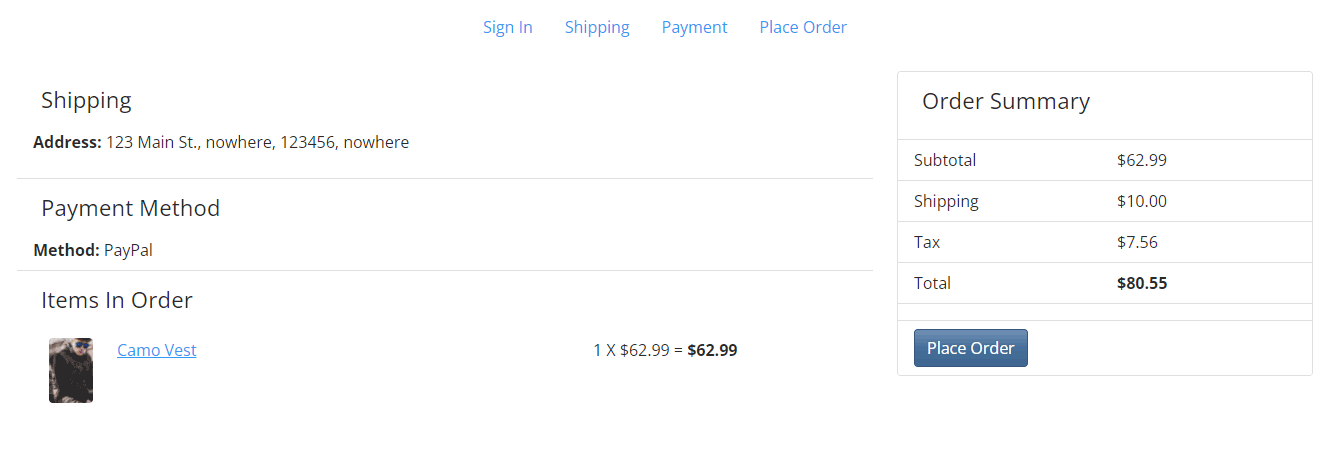 Sign In Shipping Payment Place Order
Shipping
Address: 123 Main St., nowhere, 123456, nowhere
Payment Method
Method: PayPal
Items In Order
Camo Vest 1 X $62.99 = $62.99
Order Summary
Subtotal $62.99
Shipping $10.00
Tax $7.56
Total $80.55
Place Order